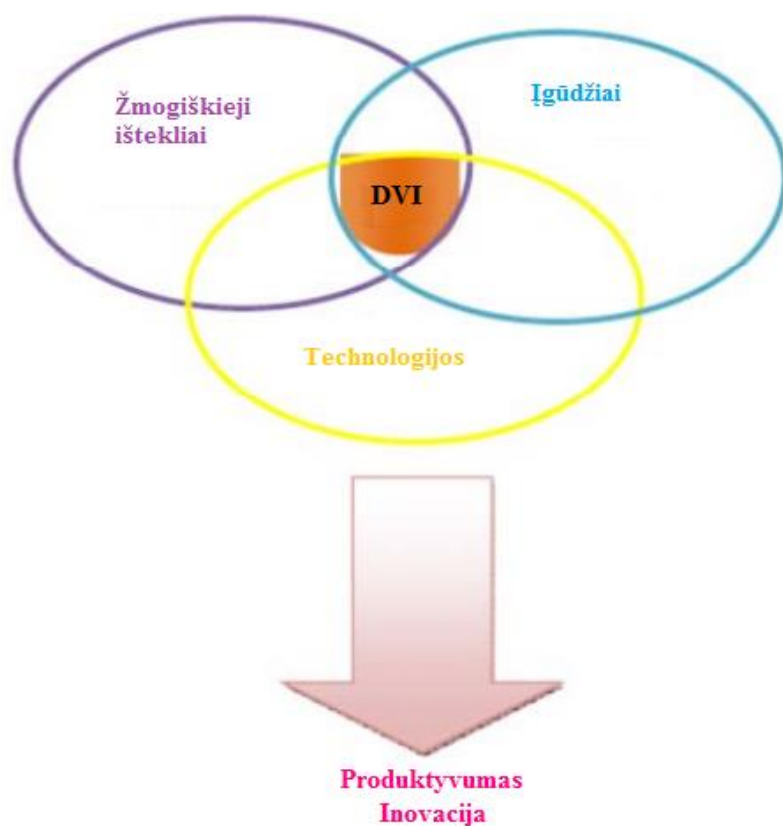 Žmogiškieji
ištekliai
Įgūdžiai
DVI
Technologijos
Produktyvumas
Inovacija